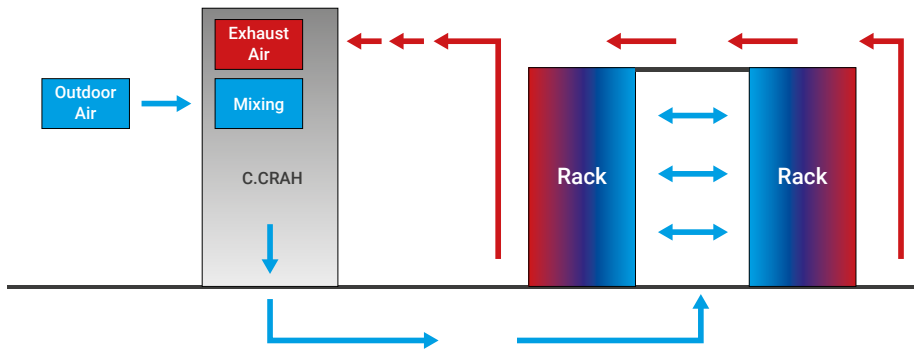 Exhaust
Air
Outdoor
Air
Mixing
C.CRAH
Rack
Rack